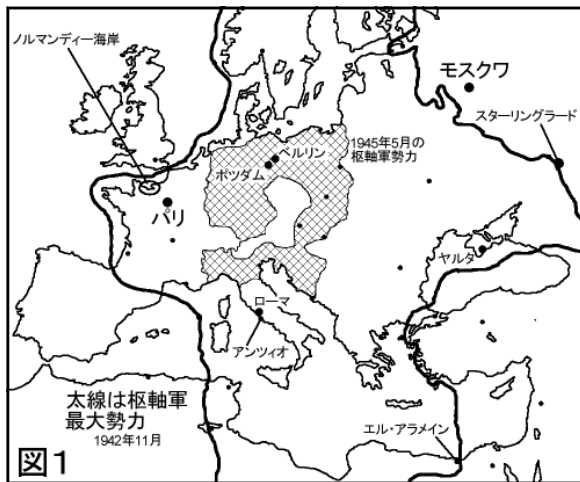 ノルマンディー海岸
モスクワ
スターリングラード
1945年5月の
枢軸軍勢力
ベルリン
ポツダム
パリ
ヤルタ
ローマ
アンツィオ
太線は枢軸軍
最大勢力
1942年11月
エル・アラメイン
図1